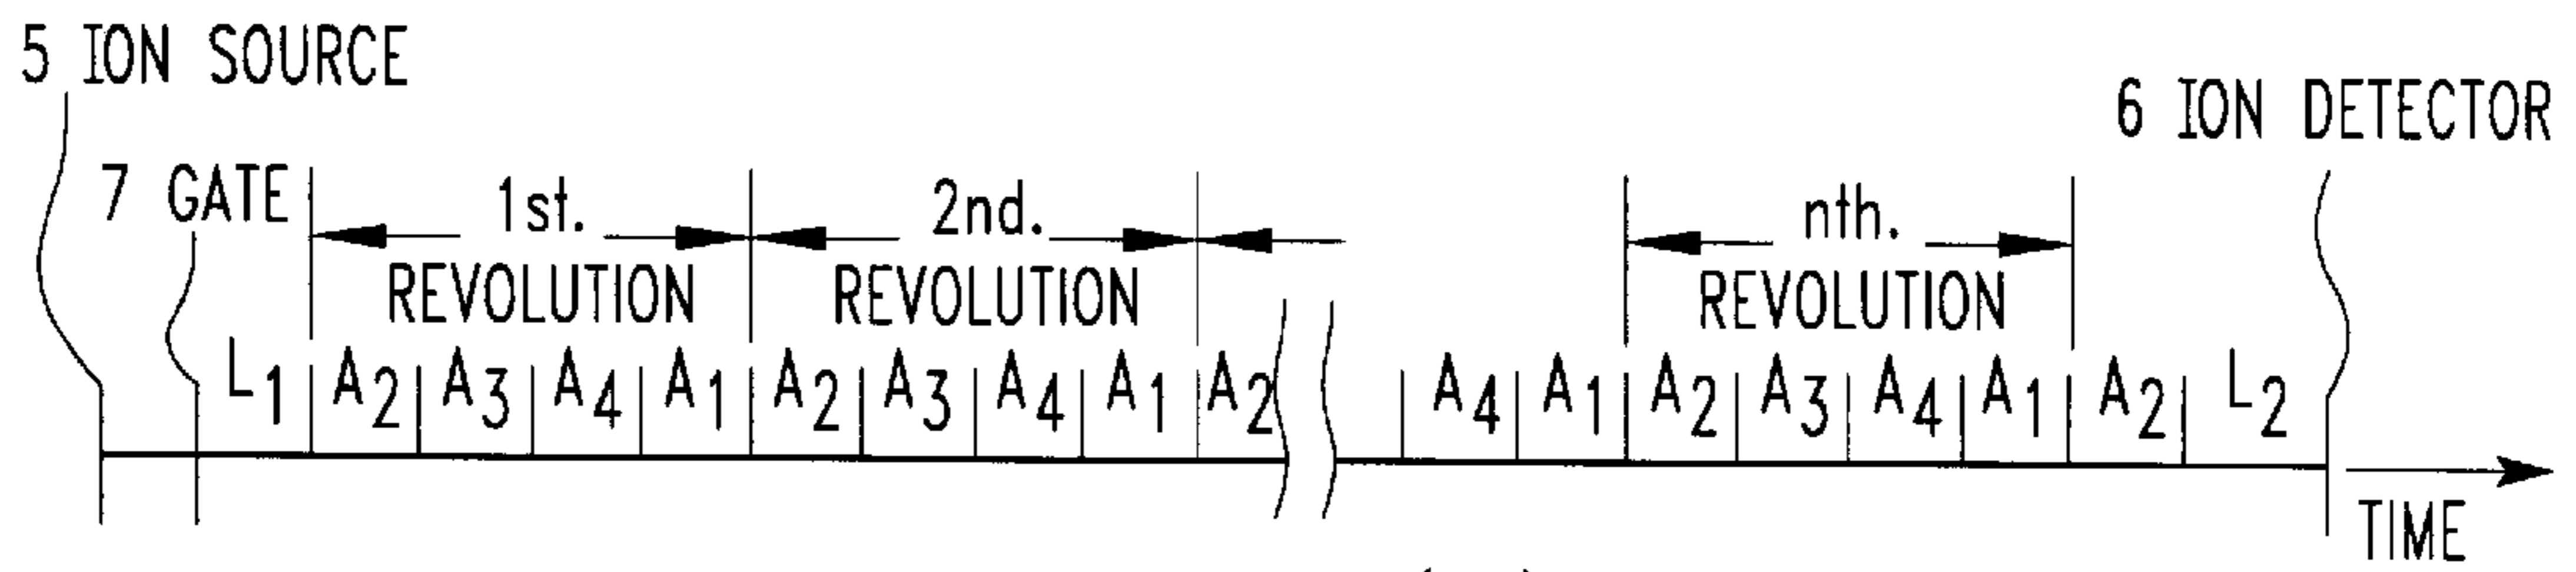 5 ION SOURCE
6 ION DETECTOR
7 GATE
1st.
REVOLUTION
2nd.
REVOLUTION
nth.
REVOLUTION
L1 A2 A3 A4 A1 A2 A3 A4 A1 A2 A4 A1 A2 A3 A4 A1 A2 L2
TIME